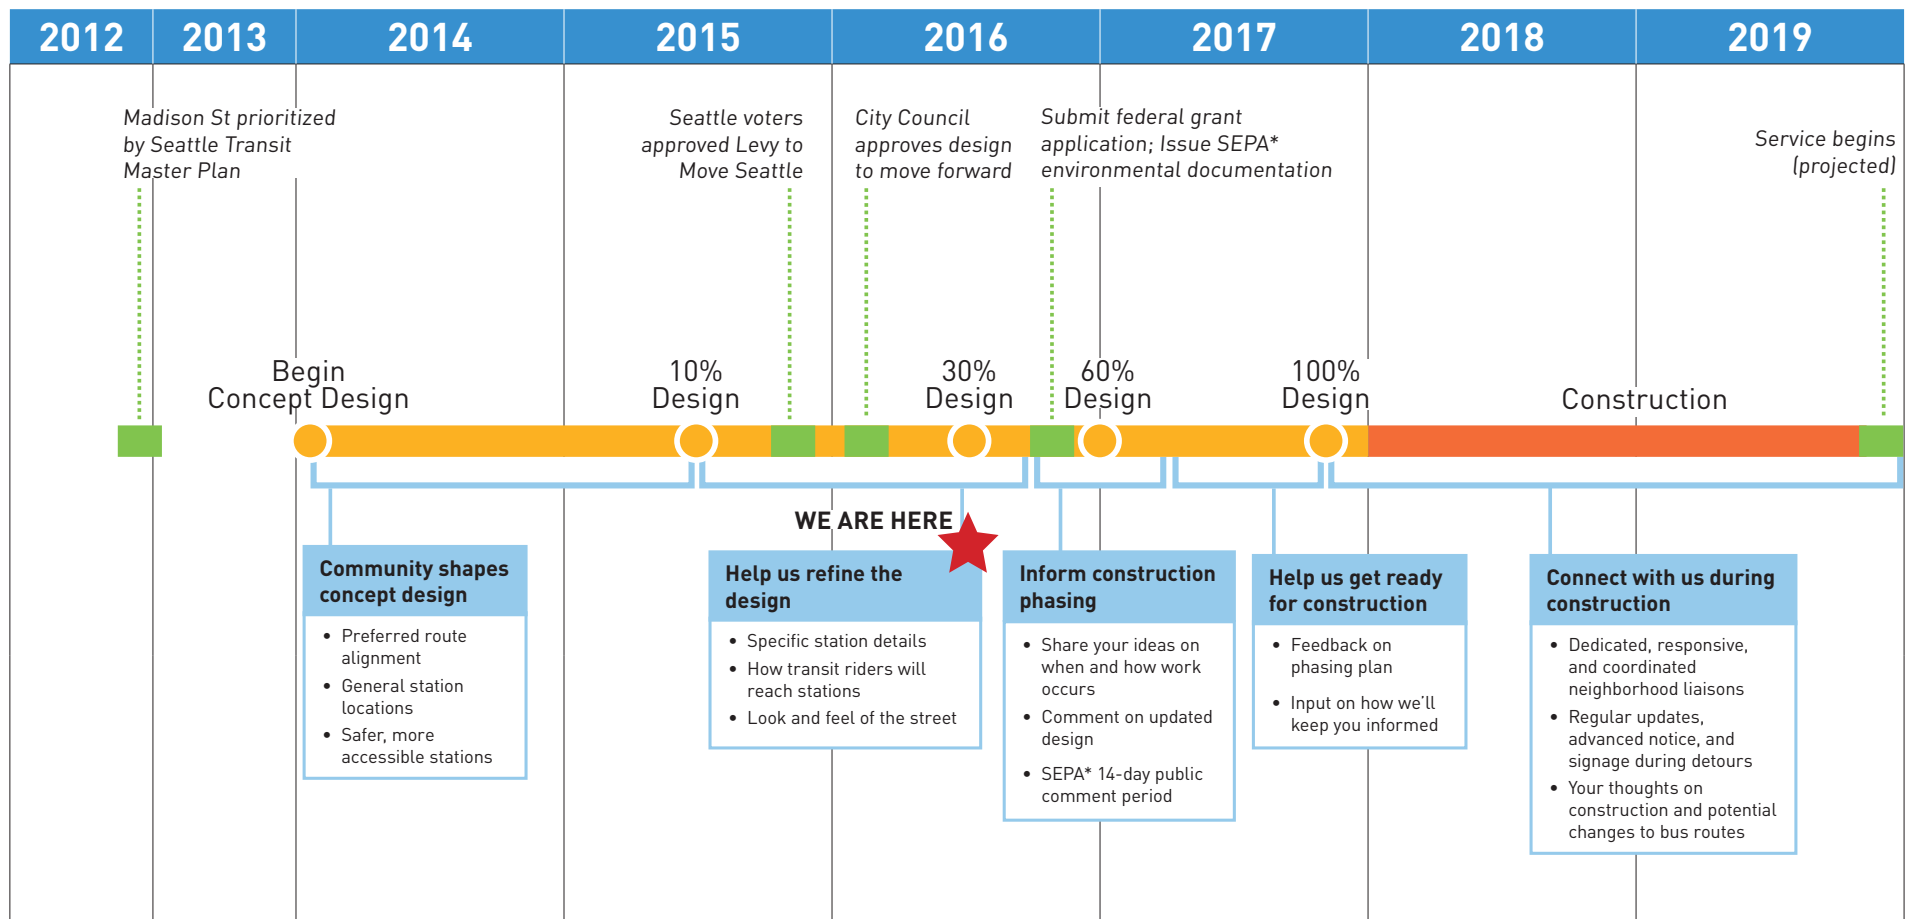 2012 2013 2014 2015 2016 2017 2018 2019
Madison St prioritized
by Seattle Transit
Master Plan
Seattle voters
approved Levy to
Move Seattle
City Council
approves design
to move forward
Submit federal grant
application; Issue SEPA*
environmental documentation
Service begins
(projected)
Begin
Concept Design
10%
Design
30%
Design
60%
Design
100%
Design
Construction
WE ARE HERE
Community shapes
concept design
• Preferred route
alignment
• General station
locations
• Safer, more
accessible stations
Help us refine the
design
• Specific station details
• How transit riders will
reach stations
• Look and feel of the street
Inform construction
phasing
• Share your ideas on
when and how work
occurs
• Comment on updated
design
• SEPA* 14-day public
comment period
Help us get ready
for construction
• Feedback on
phasing plan
• Input on how we’ll
keep you informed
Connect with us during
construction
• Dedicated, responsive,
and coordinated
neighborhood liaisons
• Regular updates,
advanced notice, and
signage during detours
• Your thoughts on
construction and potential
changes to bus routes